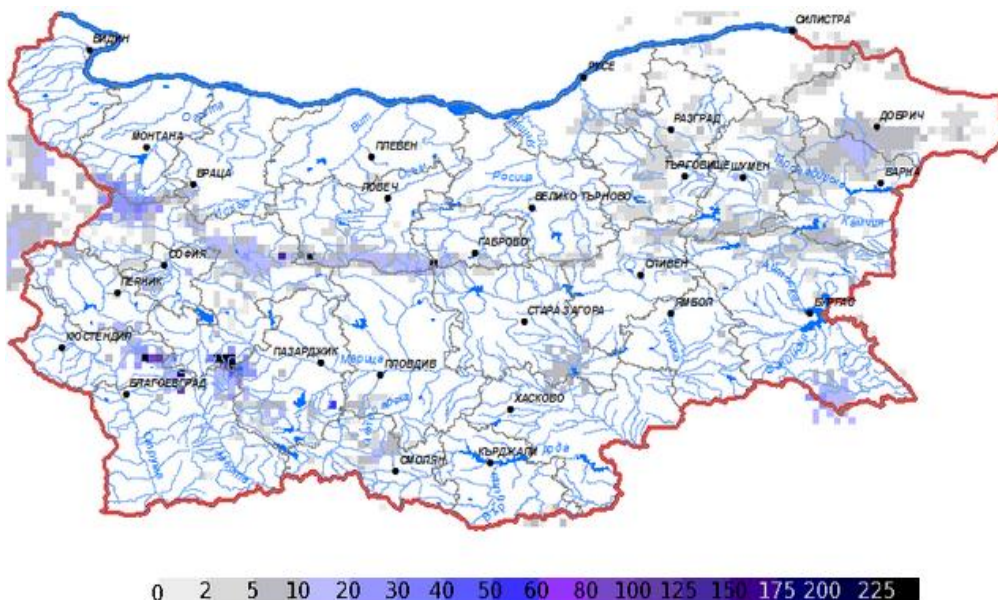 СИЛИСТРА
ВИДИН
РУСЕ
ДОБРИЧ
РАЗГРАД
МОНТАНА
ПЛЕВЕН
Вит
ТЪРГОВИЩЕ
ШУМЕН
ВРАЦА
ВАРНА
ЛОВЕЧ
Росица
ВЕЛИКО ТЪРНОВО
Камчия
ГАБРОВО
СОФИЯ
СЛИВЕН
ПЕРНИК
ЯМБОЛ
БУРГАС
СТАРА ЗАГОРА
КЮСТЕНДИЛ
ПАЗАРДЖИК
Марица
ПЛОВДИВ
БЛАГОЕВГРАД
ХАСКОВО
КЪРДЖАЛИ
СМОЛЯН
0 2 5 10 20 30 40 50 60 80 100 125 150 175 200 225